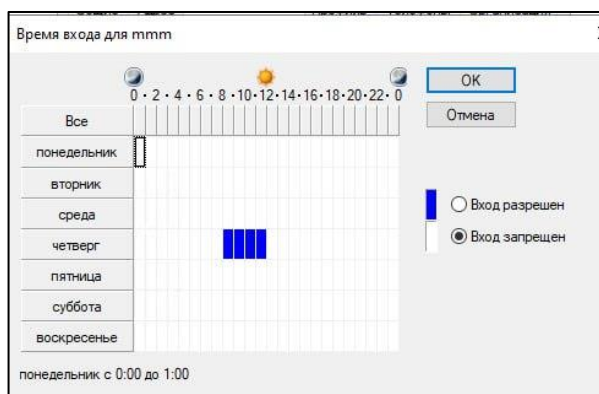 Время входа для mmm
0 · 2 · 4 · 6 · 8 · 10 · 12 · 14 · 16 · 18 · 20 · 22 · 0
OK
Все
Отмена
понедельник
вторник
среда
Вход разрешен
четверг
Вход запрещен
пятница
суббота
воскресенье
понедельник с 0:00 до 1:00